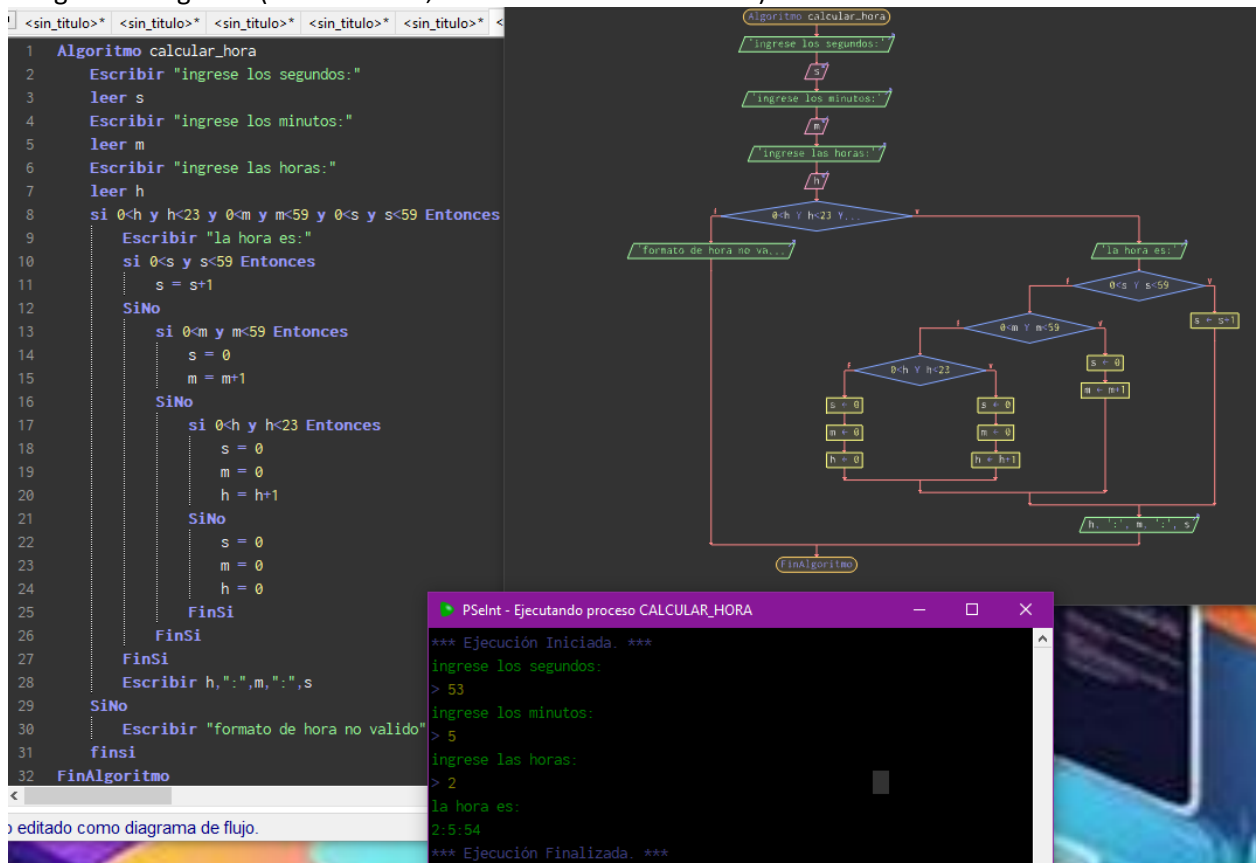 <sin_titulo>* <sin_titulo>* <sin_titulo>* <sin_titulo>* <sin_titulo>*
1 Algoritmo calcular_hora
2 Escribir "ingrese los segundos:"
3 leer s
4 Escribir "ingrese los minutos:"
5 leer m
6 Escribir "ingrese las horas:"
7 leer h
8 si 0<h y h<23 y 0<m y m<59 y 0<s y s<59 Entonces
9 Escribir "la hora es:"
10 si 0<s y s<59 Entonces
11 s = s+1
12 SiNo
13 si 0<m y m<59 Entonces
14 s = 0
15 m = m+1
16 SiNo
17 si 0<h y h<23 Entonces
18 s = 0
19 m = 0
20 h = h+1
21 SiNo
22 s = 0
23 m = 0
24 h = 0
25 FinSi
26 FinSi
27 FinSi
28 Escribir h,":",m,":",s
29 SiNo
30 Escribir "formato de hora no valido"
31 finsi
32 FinAlgoritmo
editado como diagrama de flujo.
Algoritmo calcular_hora
'ingrese los segundos:'
s
'ingrese los minutos:'
m
'ingrese las horas:'
h
F 0<h Y h<23 Y... V
'formato de hora no va...'
'la hora es:'
F 0<s Y s<59 V
s ← s+1
F 0<m Y m<59 V
s ← 0
m ← m+1
F 0<h Y h<23 V
s ← 0 s ← 0
m ← 0 m ← 0
h ← 0 h ← h+1
h, ':', m, ':', s
FinAlgoritmo
PSeInt - Ejecutando proceso CALCULAR_HORA
*** Ejecución Iniciada. ***
ingrese los segundos:
> 53
ingrese los minutos:
> 5
ingrese las horas:
> 2
la hora es:
2:5:54
*** Ejecución Finalizada. ***